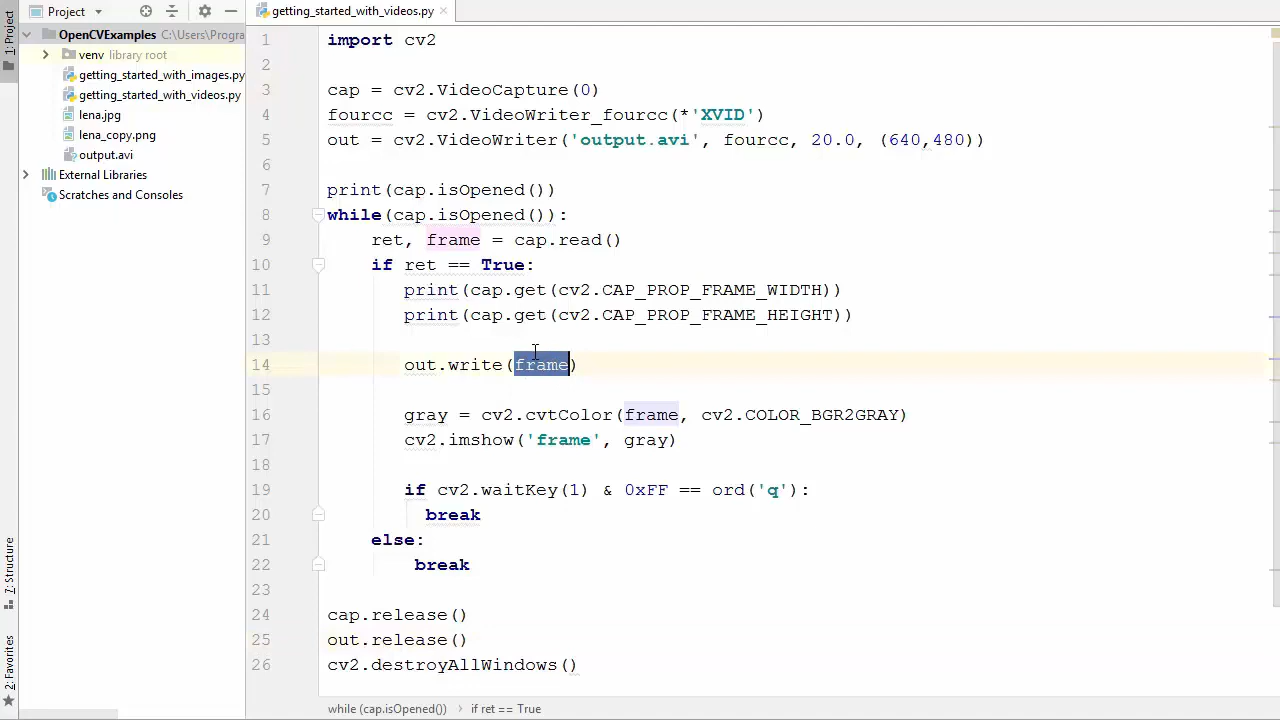 Project
getting_started_with_videos.py
1: Project
OpenCVExamples C:\Users\Progra
venv library root
getting_started_with_images.py
getting_started_with_videos.py
lena.jpg
lena_copy.png
output.avi
External Libraries
Scratches and Consoles
7: Structure
2: Favorites
1 import cv2
2
3 cap = cv2.VideoCapture(0)
4 fourcc = cv2.VideoWriter_fourcc(*'XVID')
5 out = cv2.VideoWriter('output.avi', fourcc, 20.0, (640,480))
6
7 print(cap.isOpened())
8 while(cap.isOpened()):
9     ret, frame = cap.read()
10     if ret == True:
11        print(cap.get(cv2.CAP_PROP_FRAME_WIDTH))
12        print(cap.get(cv2.CAP_PROP_FRAME_HEIGHT))
13
14        out.write(frame)
15
16        gray = cv2.cvtColor(frame, cv2.COLOR_BGR2GRAY)
17        cv2.imshow('frame', gray)
18
19        if cv2.waitKey(1) & 0xFF == ord('q'):
20          break
21     else:
22         break
23
24 cap.release()
25 out.release()
26 cv2.destroyAllWindows()
while (cap.isOpened()) › if ret == True